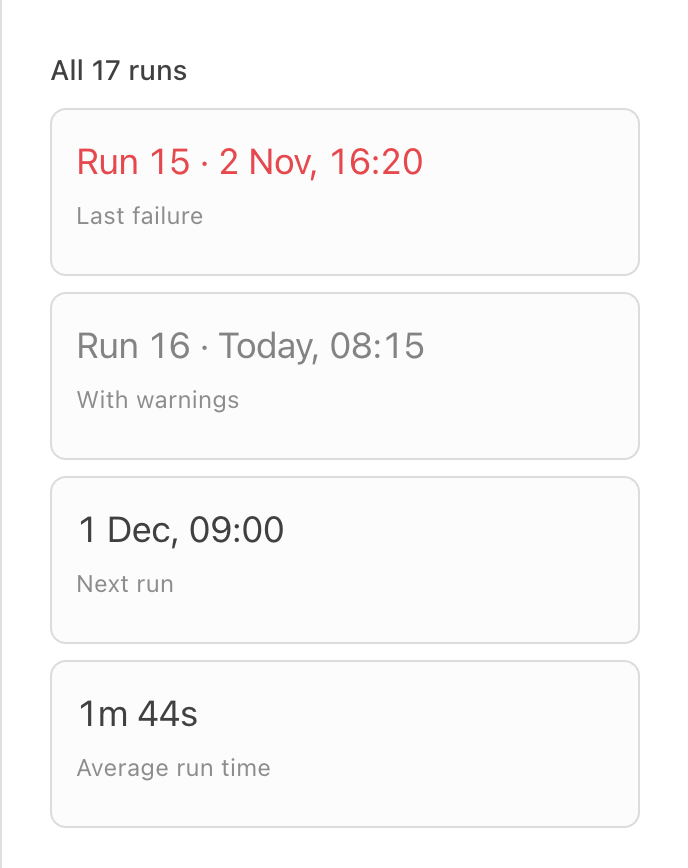 All 17 runs
Run 15 · 2 Nov, 16:20
Last failure
Run 16 · Today, 08:15
With warnings
1 Dec, 09:00
Next run
1m 44s
Average run time